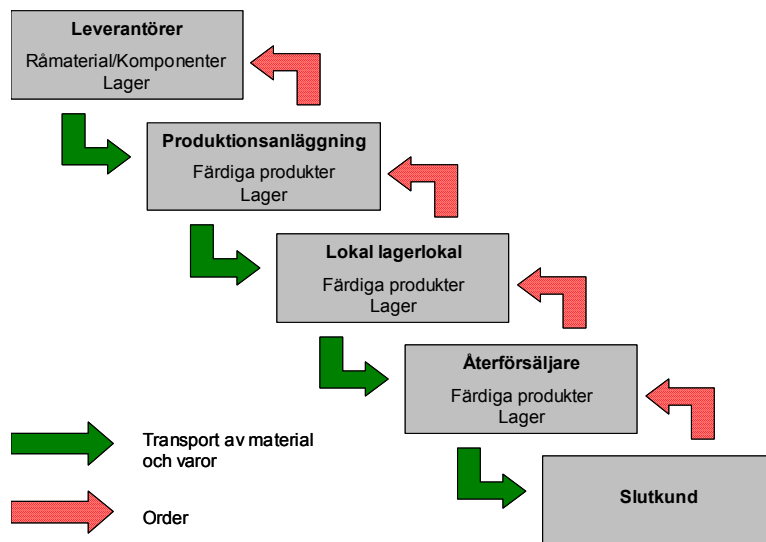 Leverantörer
Råmaterial/Komponenter
Lager
Produktionsanläggning
Färdiga produkter
Lager
Lokal lagerlokal
Färdiga produkter
Lager
Återförsäljare
Färdiga produkter
Lager
Slutkund
Transport av material
och varor
Order